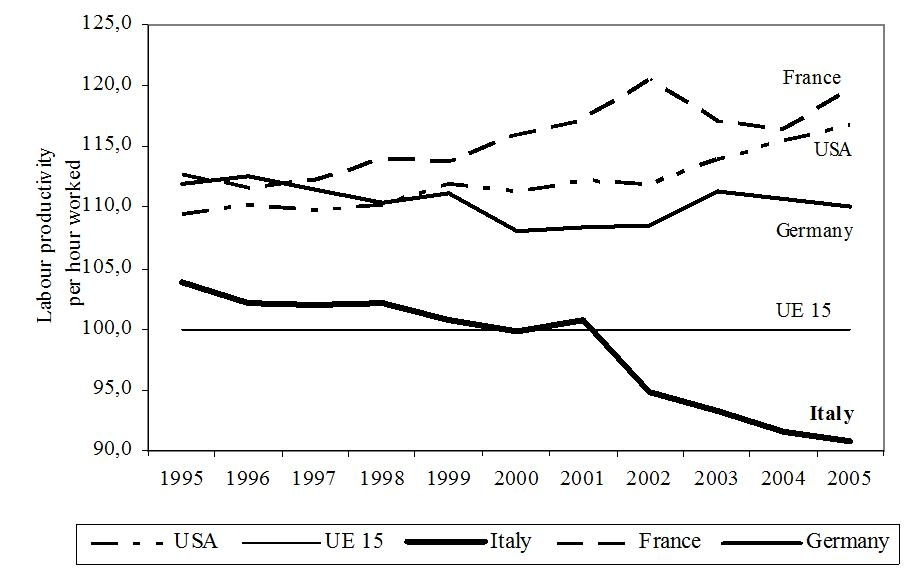 125,0
120,0
115,0
110,0
105,0
100,0
95,0
90,0
Labour productivity
per hour worked
France
USA
Germany
UE 15
Italy
1995 1996 1997 1998 1999 2000 2001 2002 2003 2004 2005
USA UE 15 Italy France Germany